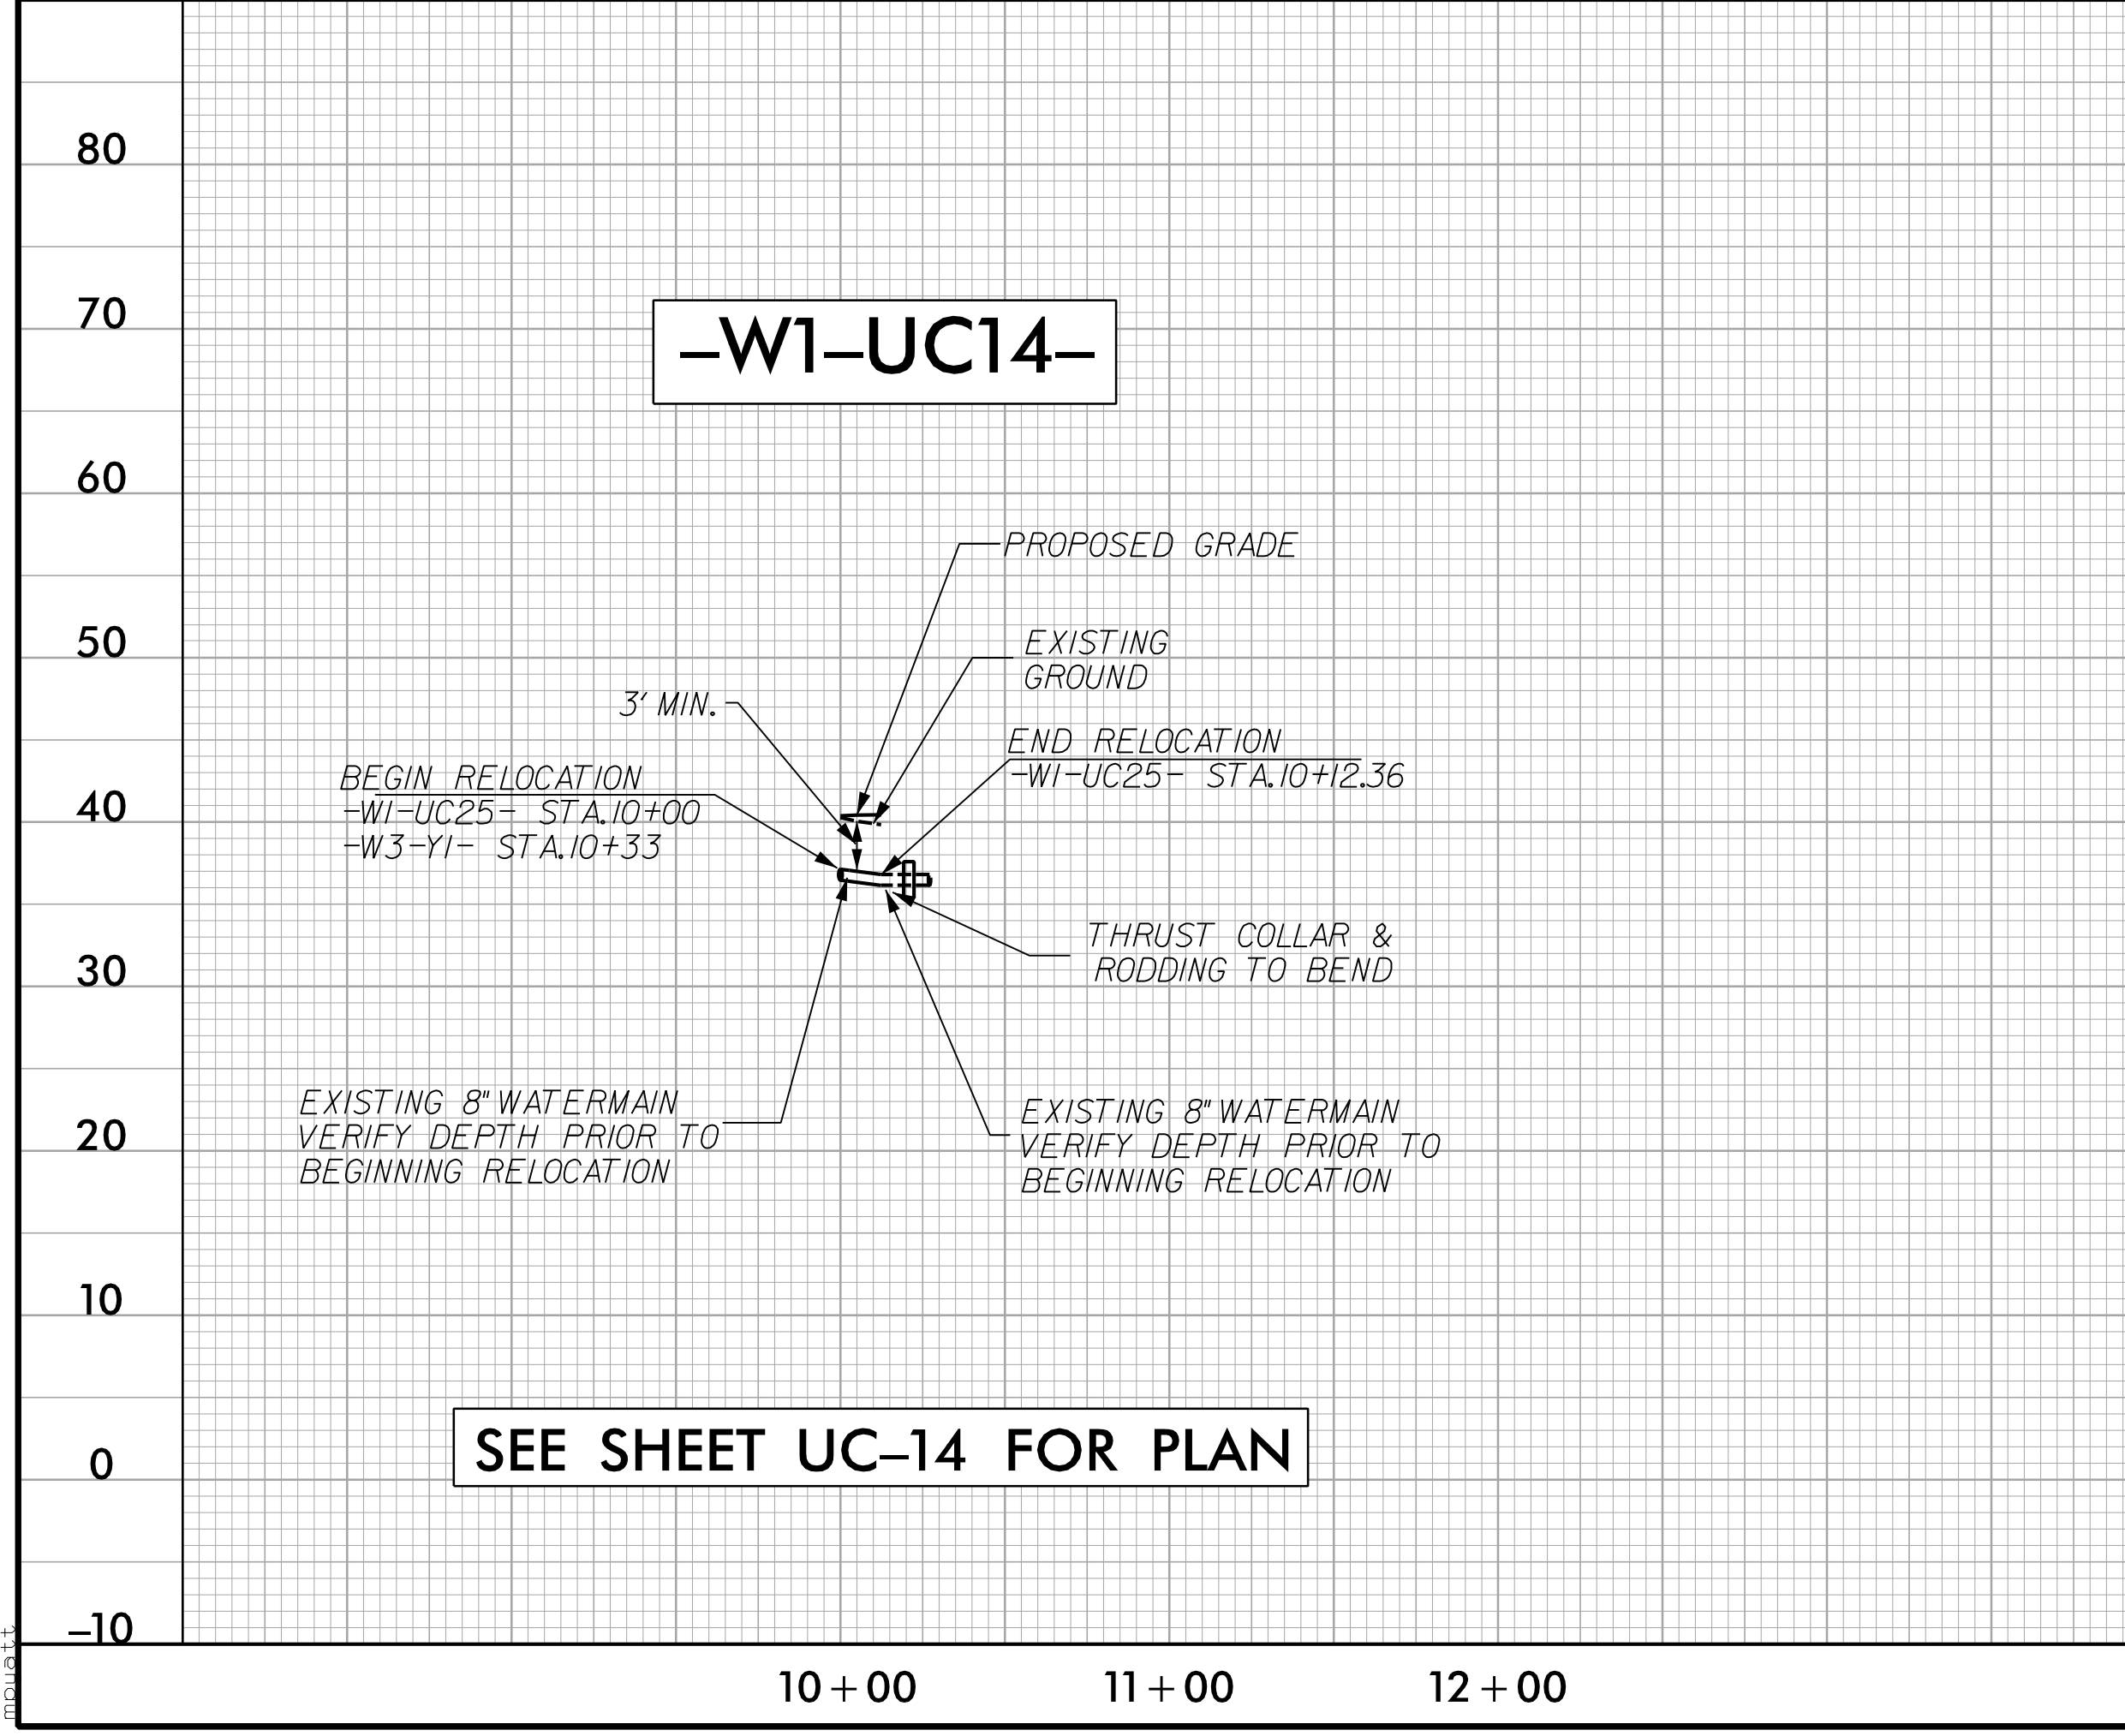 80
70
–W1–UC14–
60
PROPOSED GRADE
50
EXISTING
GROUND
3' MIN.
END RELOCATION
-W1-UC25- STA.10+12.36
BEGIN RELOCATION
-W1-UC25- STA.10+00
-W3-Y1- STA.10+33
40
THRUST COLLAR &
RODDING TO BEND
30
EXISTING 8" WATERMAIN
VERIFY DEPTH PRIOR TO
BEGINNING RELOCATION
EXISTING 8" WATERMAIN
VERIFY DEPTH PRIOR TO
BEGINNING RELOCATION
20
10
SEE SHEET UC–14 FOR PLAN
0
–10
10+00 11+00 12+00